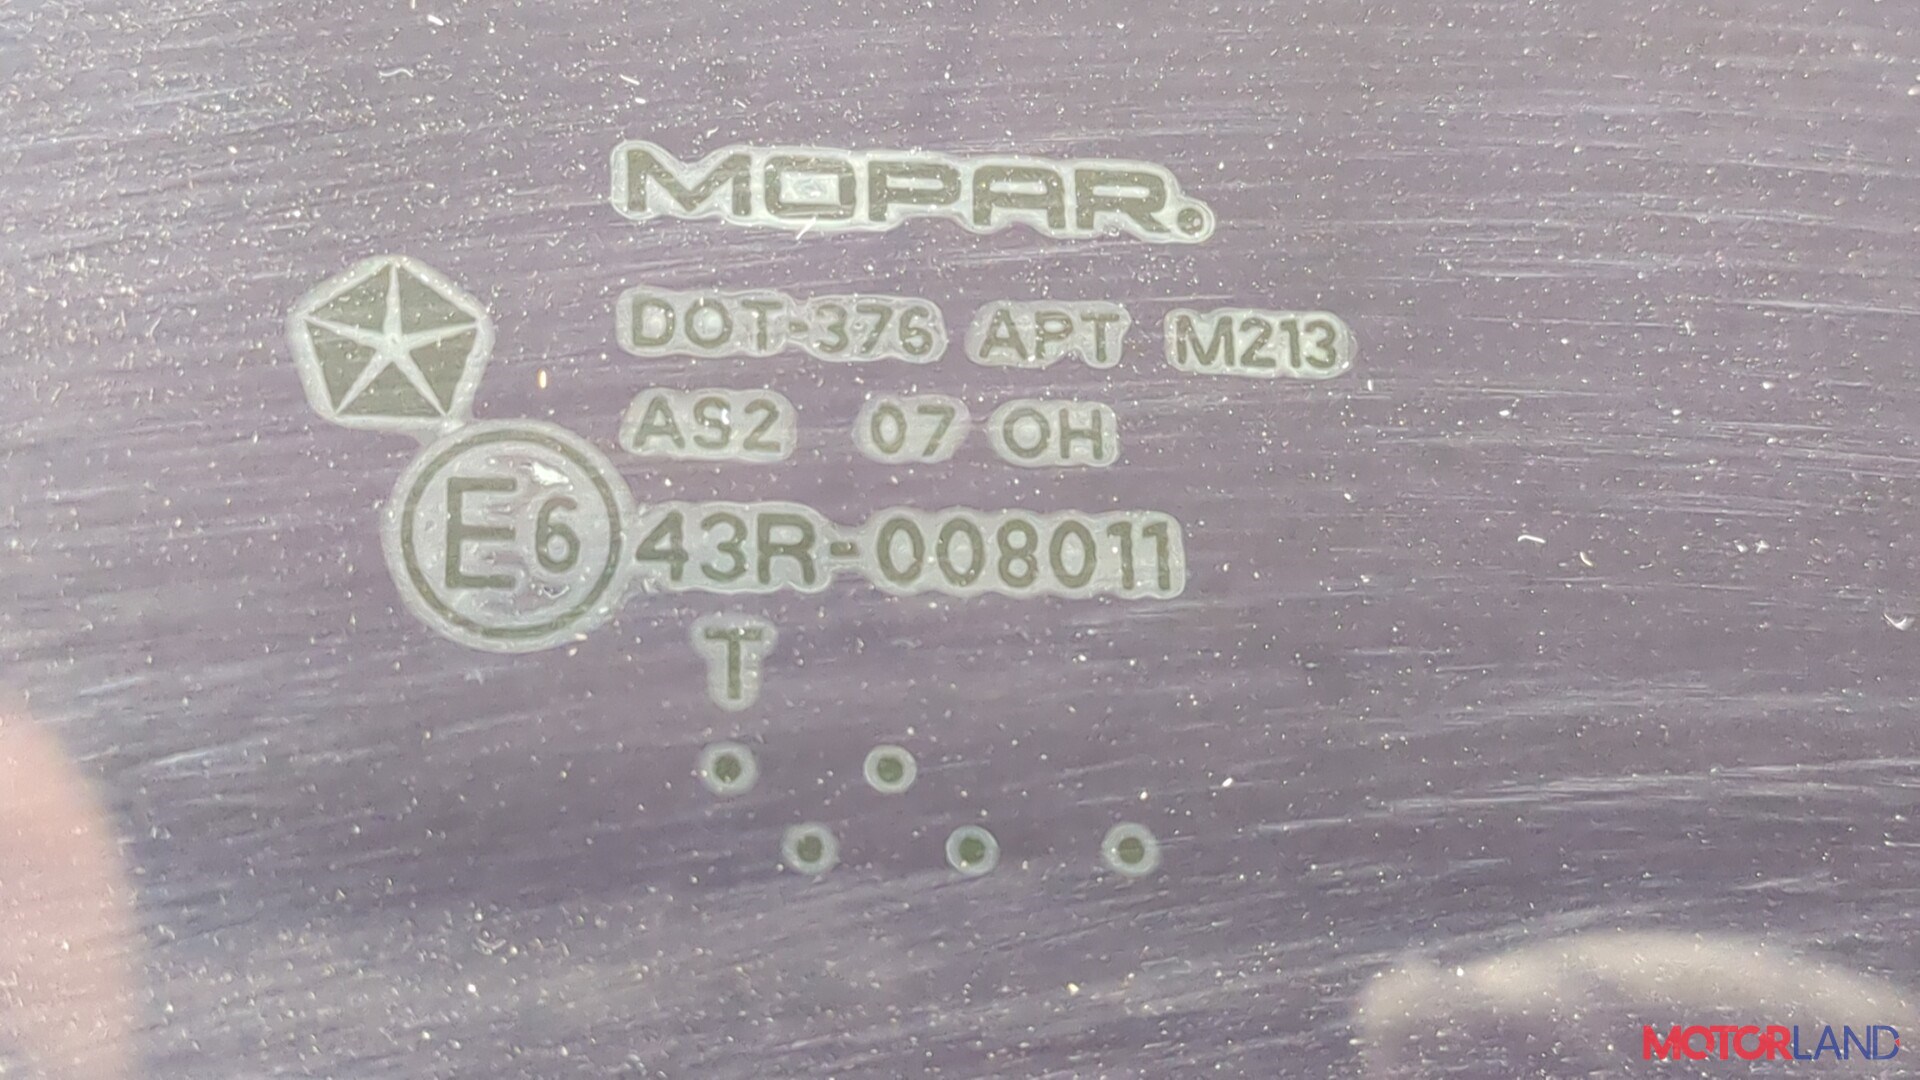 MOPAR.
DOT-376 APT M213
AS2 07 OH
E6 43R-008011
T
MOTORLAND